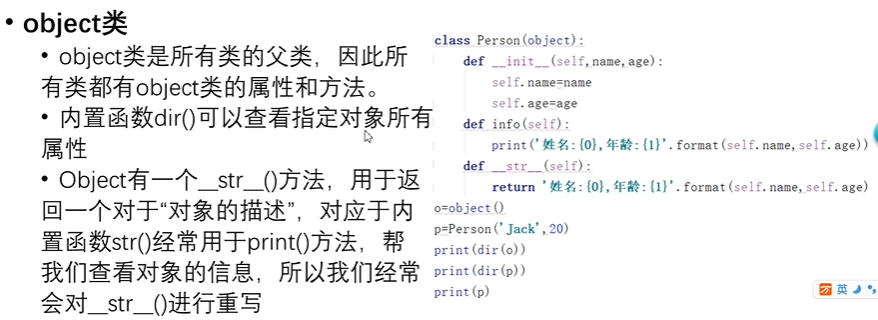 • object类
• object类是所有类的父类，因此所
有类都有object类的属性和方法。
• 内置函数dir()可以查看指定对象所有
属性
• Object有一个__str__()方法，用于返
回一个对于“对象的描述”，对应于内
置函数str()经常用于print()方法，帮
我们查看对象的信息，所以我们经常
会对__str__()进行重写
class Person(object):
    def __init__(self,name,age):
        self.name=name
        self.age=age
    def info(self):
        print('姓名:{0},年龄:{1}'.format(self.name,self.age))
    def __str__(self):
        return '姓名:{0},年龄:{1}'.format(self.name,self.age)
o=object()
p=Person('Jack',20)
print(dir(o))
print(dir(p))
print(p)
英